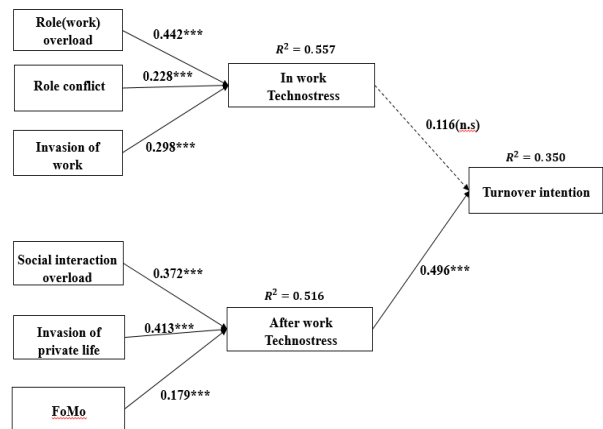 Role(work)
overload
0.442***
R² = 0.557
Role conflict
0.228***
In work
Technostress
Invasion of
work
0.298***
0.116(n.s)
R² = 0.350
Turnover intention
Social interaction
overload
0.372***
R² = 0.516
0.496***
Invasion of
private life
0.413***
After work
Technostress
0.179***
FoMo